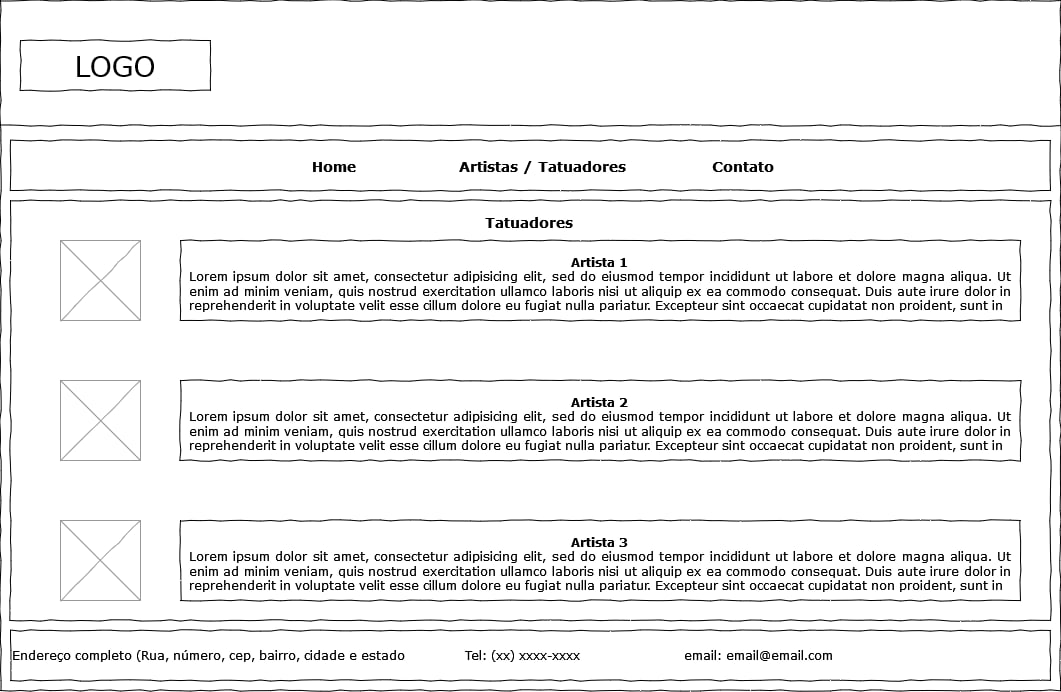 LOGO
Home Artistas / Tatuadores Contato
Tatuadores
Artista 1
Lorem ipsum dolor sit amet, consectetur adipisicing elit, sed do eiusmod tempor incididunt ut labore et dolore magna aliqua. Ut
enim ad minim veniam, quis nostrud exercitation ullamco laboris nisi ut aliquip ex ea commodo consequat. Duis aute irure dolor in
reprehenderit in voluptate velit esse cillum dolore eu fugiat nulla pariatur. Excepteur sint occaecat cupidatat non proident, sunt in
Artista 2
Lorem ipsum dolor sit amet, consectetur adipisicing elit, sed do eiusmod tempor incididunt ut labore et dolore magna aliqua. Ut
enim ad minim veniam, quis nostrud exercitation ullamco laboris nisi ut aliquip ex ea commodo consequat. Duis aute irure dolor in
reprehenderit in voluptate velit esse cillum dolore eu fugiat nulla pariatur. Excepteur sint occaecat cupidatat non proident, sunt in
Artista 3
Lorem ipsum dolor sit amet, consectetur adipisicing elit, sed do eiusmod tempor incididunt ut labore et dolore magna aliqua. Ut
enim ad minim veniam, quis nostrud exercitation ullamco laboris nisi ut aliquip ex ea commodo consequat. Duis aute irure dolor in
reprehenderit in voluptate velit esse cillum dolore eu fugiat nulla pariatur. Excepteur sint occaecat cupidatat non proident, sunt in
Endereço completo (Rua, número, cep, bairro, cidade e estado Tel: (xx) xxxx-xxxx email: email@email.com